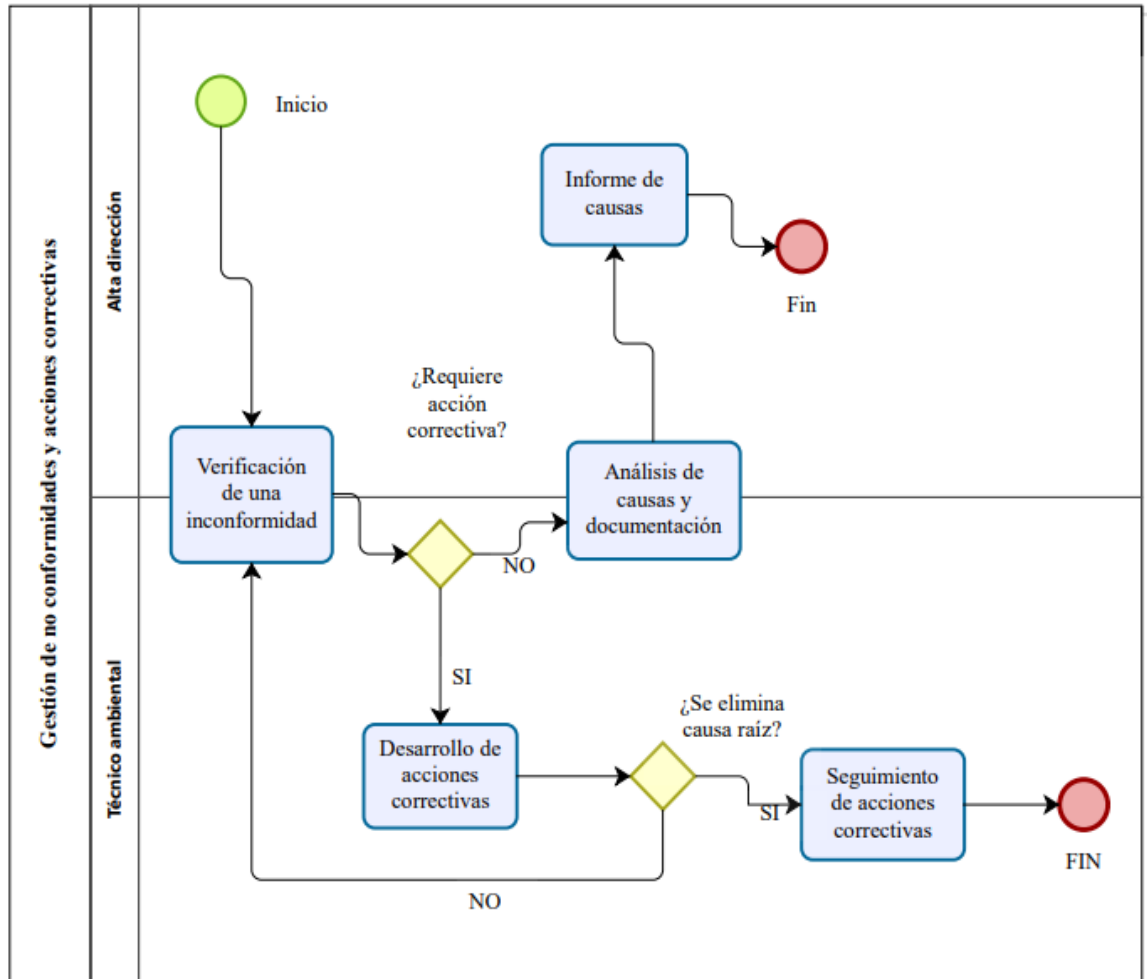 Gestión de no conformidades y acciones correctivas
Alta dirección
Técnico ambiental
Inicio
Informe de
causas
Fin
¿Requiere
acción
correctiva?
Verificación
de una
inconformidad
Análisis de
causas y
documentación
NO
SI
Desarrollo de
acciones
correctivas
¿Se elimina
causa raíz?
SI
Seguimiento
de acciones
correctivas
FIN
NO